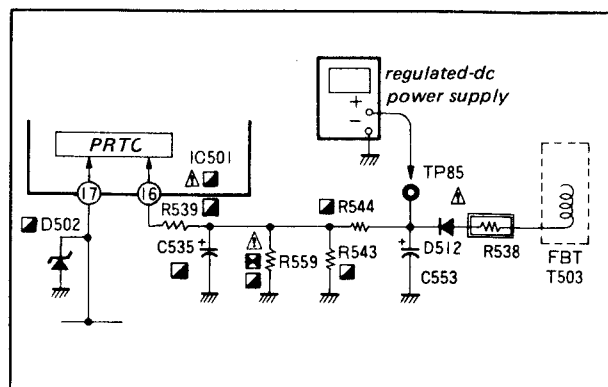 regulated-dc
power supply
+
−
PRTC
IC501
TP85
17
16
R539
R544
D502
C535
+
R559
R543
+
D512
R538
C553
FBT
T503